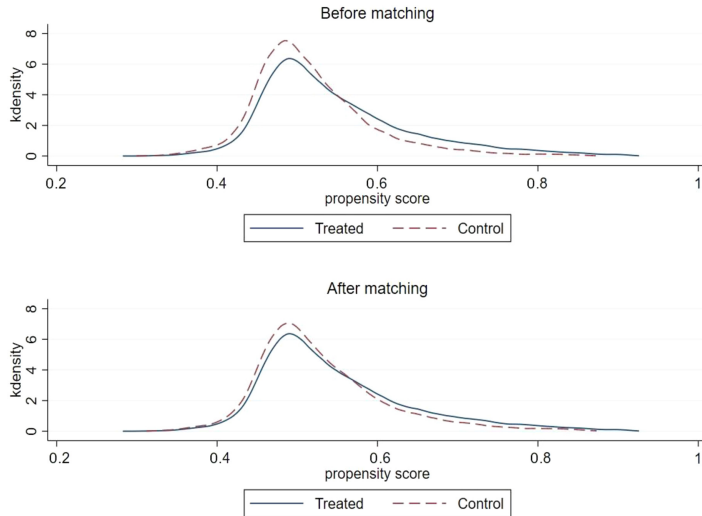 Before matching
8
6
4
2
0
kdensity
0.2 0.4 0.6 0.8 1
propensity score
Treated Control
After matching
8
6
4
2
0
kdensity
0.2 0.4 0.6 0.8 1
propensity score
Treated Control